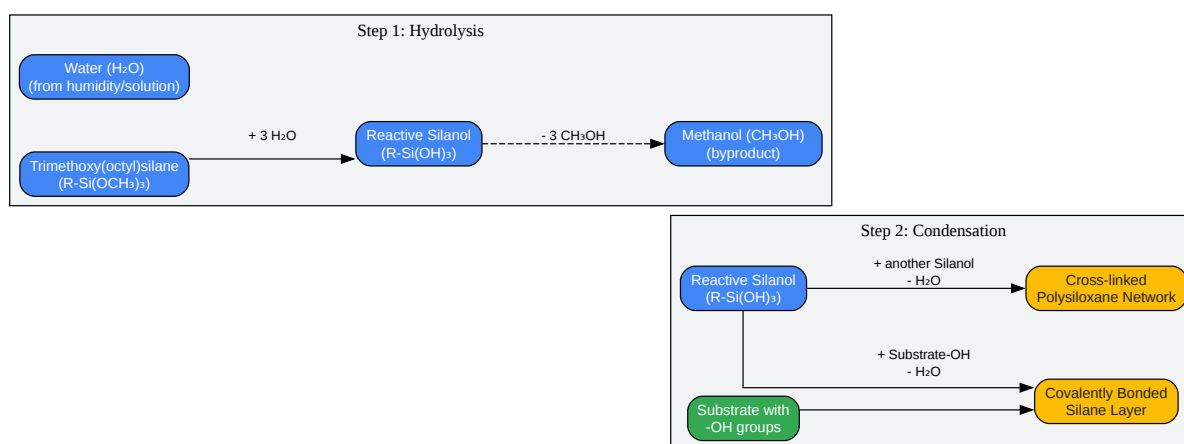 Step 1: Hydrolysis
Water (H₂O)
(from humidity/solution)
Trimethoxy(octyl)silane
(R-Si(OCH₃)₃)
+ 3 H₂O
Reactive Silanol
(R-Si(OH)₃)
- 3 CH₃OH
Methanol (CH₃OH)
(byproduct)
Step 2: Condensation
Reactive Silanol
(R-Si(OH)₃)
+ another Silanol
- H₂O
Cross-linked
Polysiloxane Network
+ Substrate-OH
- H₂O
Substrate with
-OH groups
Covalently Bonded
Silane Layer